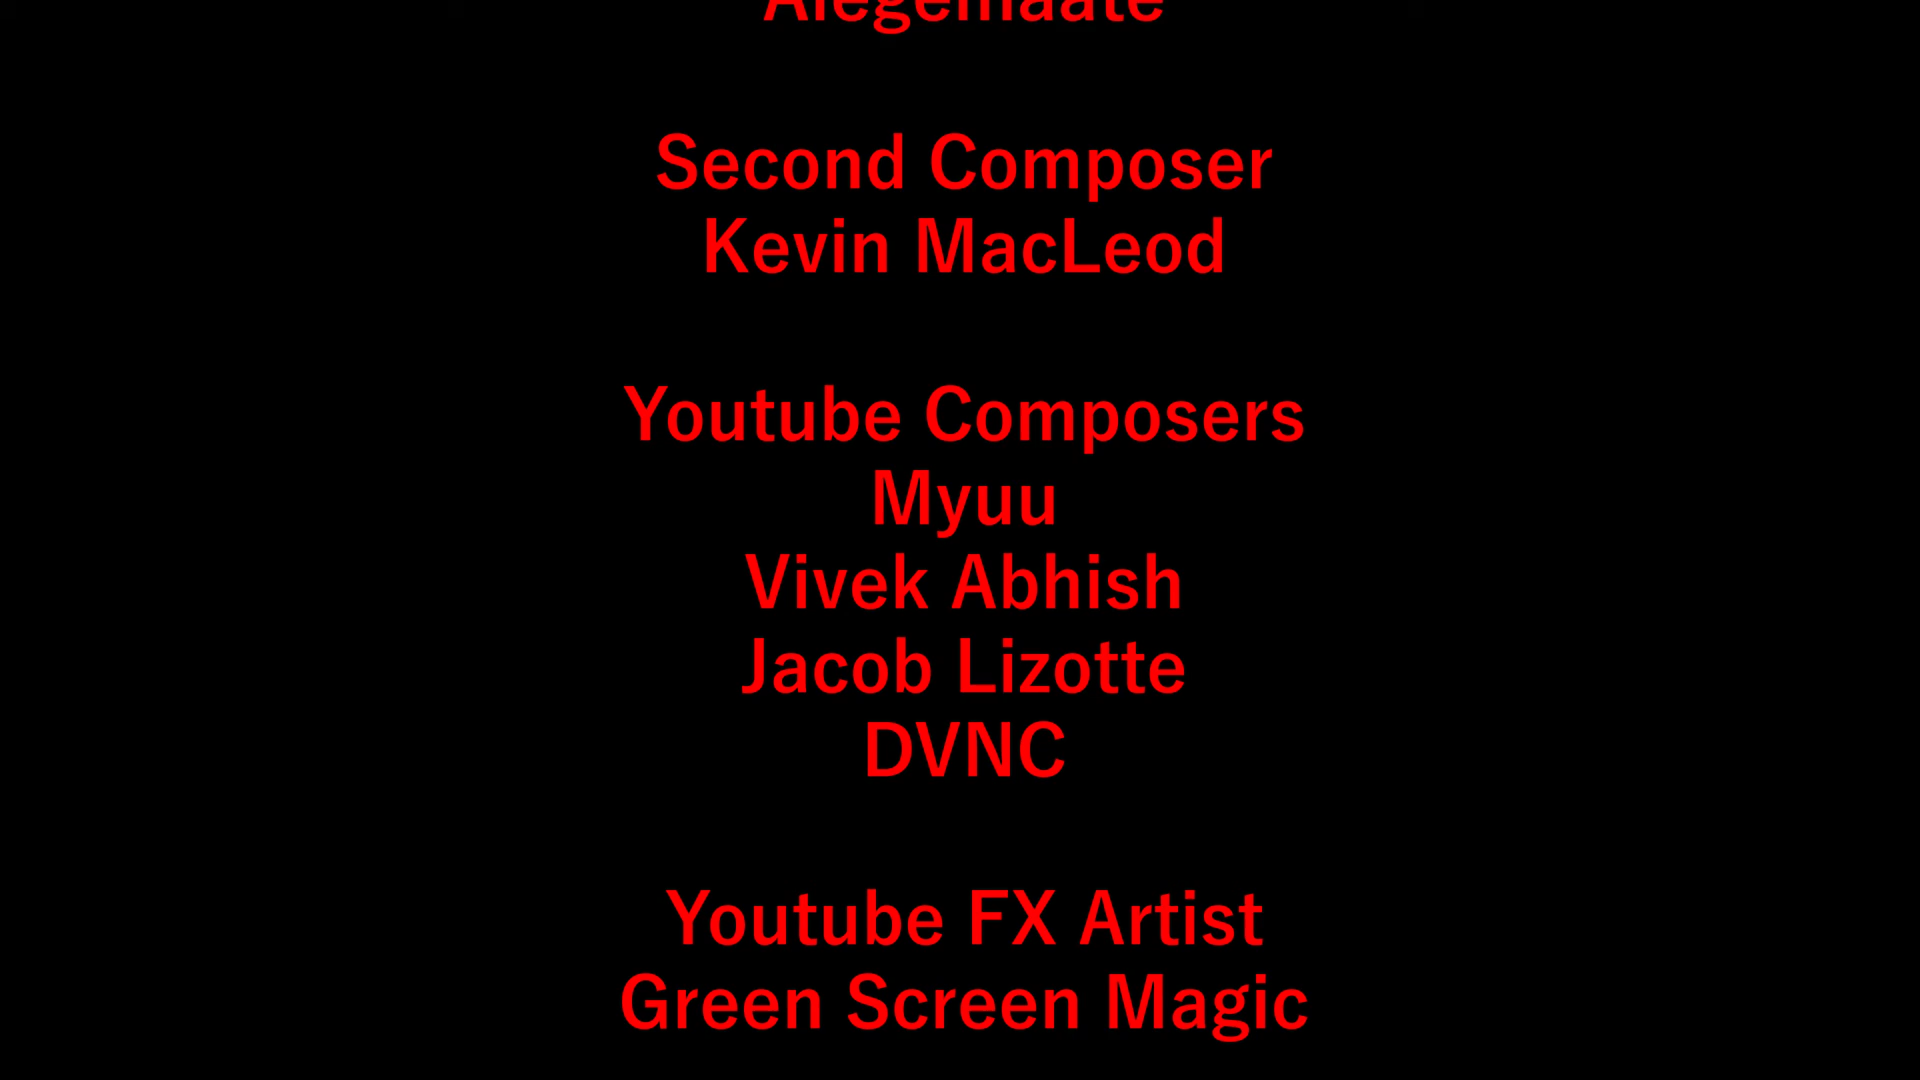 Second Composer
Kevin MacLeod
Youtube Composers
Myuu
Vivek Abhish
Jacob Lizotte
DVNC
Youtube FX Artist
Green Screen Magic